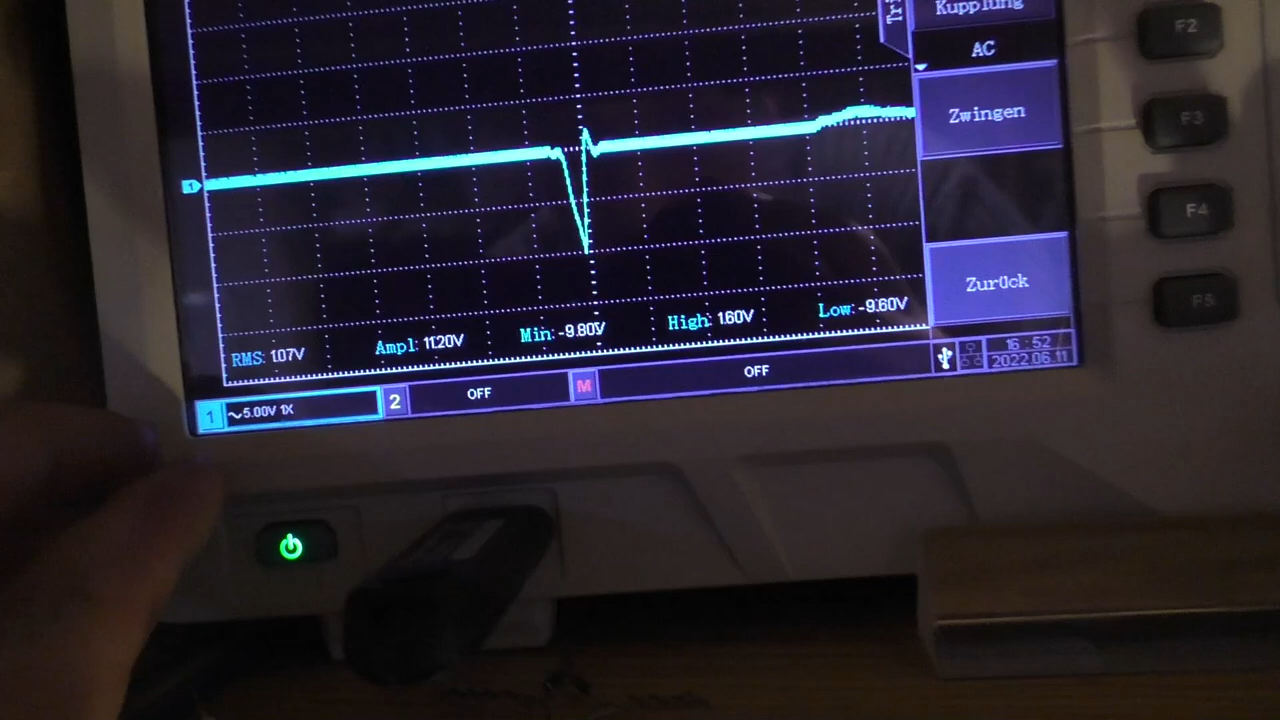 Kupplung
AC
Zwingen
Zurück
F2
F3
F4
F5
1
RMS: 1.07V
Ampl: 11.20V
Min: -9.80V
High: 1.60V
Low: -9.60V
1 5.00V 1X
2 OFF
M OFF
16:52
2022.06.11